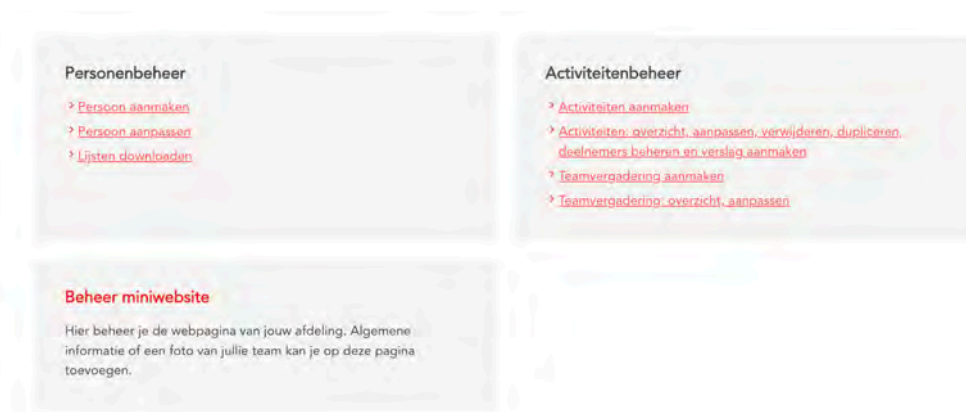 Personenbeheer
› Persoon aanmaken
› Persoon aanpassen
› Lijsten downloaden
Activiteitenbeheer
› Activiteiten aanmaken
› Activiteiten: overzicht, aanpassen, verwijderen, dupliceren,
deelnemers beheren en verslag aanmaken
› Teamvergadering aanmaken
› Teamvergadering: overzicht, aanpassen
Beheer miniwebsite
Hier beheer je de webpagina van jouw afdeling. Algemene
informatie of een foto van jullie team kan je op deze pagina
toevoegen.